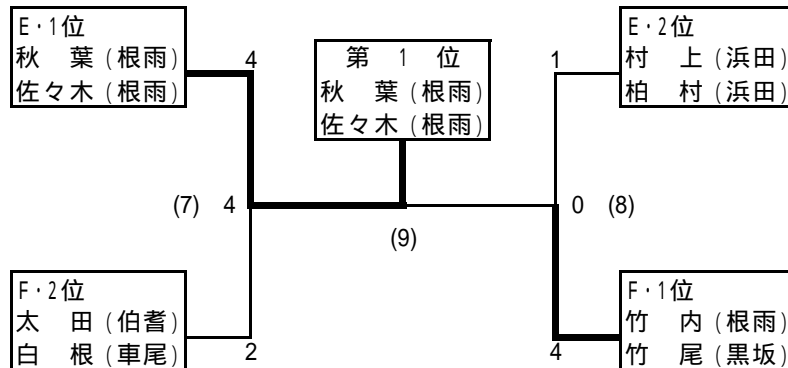 E・1位
秋　葉 (根雨)
佐々木 (根雨)
4
第　1　位
秋　葉 (根雨)
佐々木 (根雨)
1
E・2位
村　上 (浜田)
柏　村 (浜田)
(7)　4
(9)
0　(8)
F・2位
太　田 (伯耆)
白　根 (車尾)
2
4
F・1位
竹　内 (根雨)
竹　尾 (黒坂)